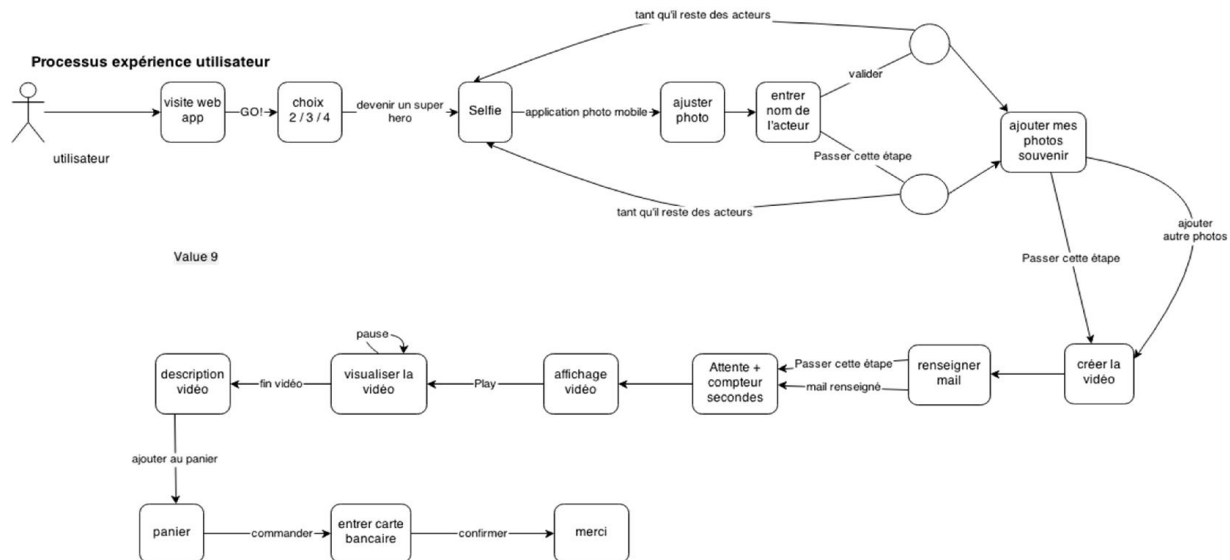 tant qu'il reste des acteurs
Processus expérience utilisateur
valider
visite web
app
GO!
choix
2 / 3 / 4
devenir un super
hero
Selfie
application photo mobile
ajuster
photo
entrer
nom de
l'acteur
ajouter mes
photos
souvenir
utilisateur
Passer cette étape
tant qu'il reste des acteurs
ajouter
autre photos
Value 9
Passer cette étape
pause
description
vidéo
fin vidéo
visualiser la
vidéo
Play
affichage
vidéo
Attente +
compteur
secondes
Passer cette étape
mail renseigné
renseigner
mail
créer la
vidéo
ajouter au panier
panier
commander
entrer carte
bancaire
confirmer
merci